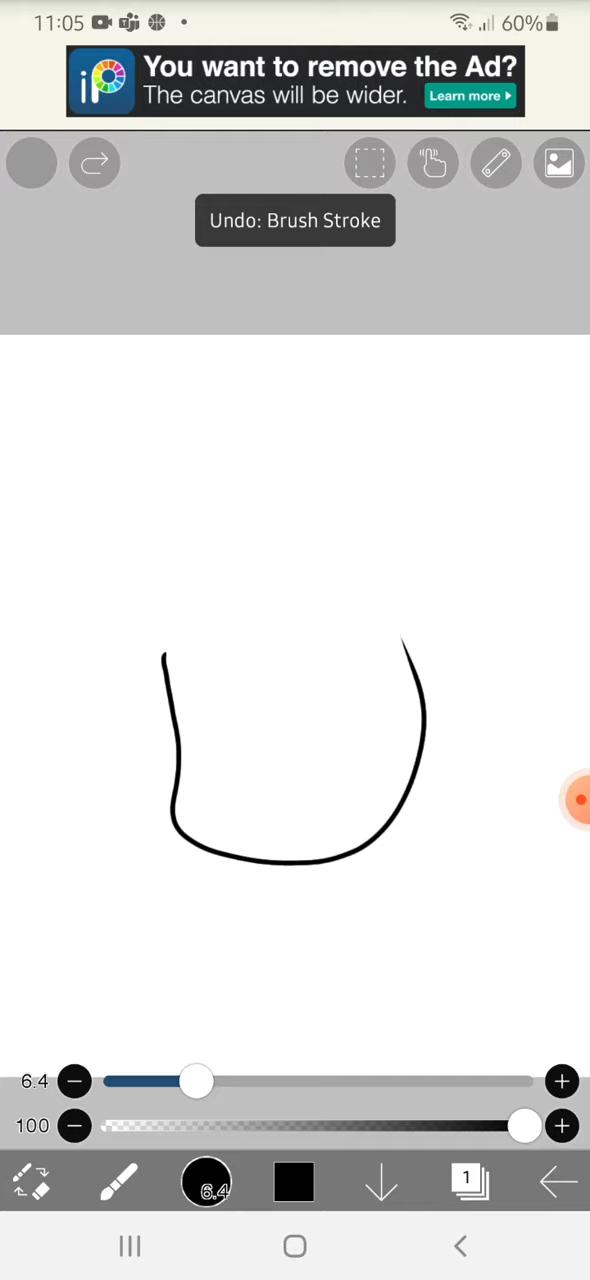 11:05
60%
iP
You want to remove the Ad?
The canvas will be wider.
Learn more
Undo: Brush Stroke
6.4
100
6.4
1